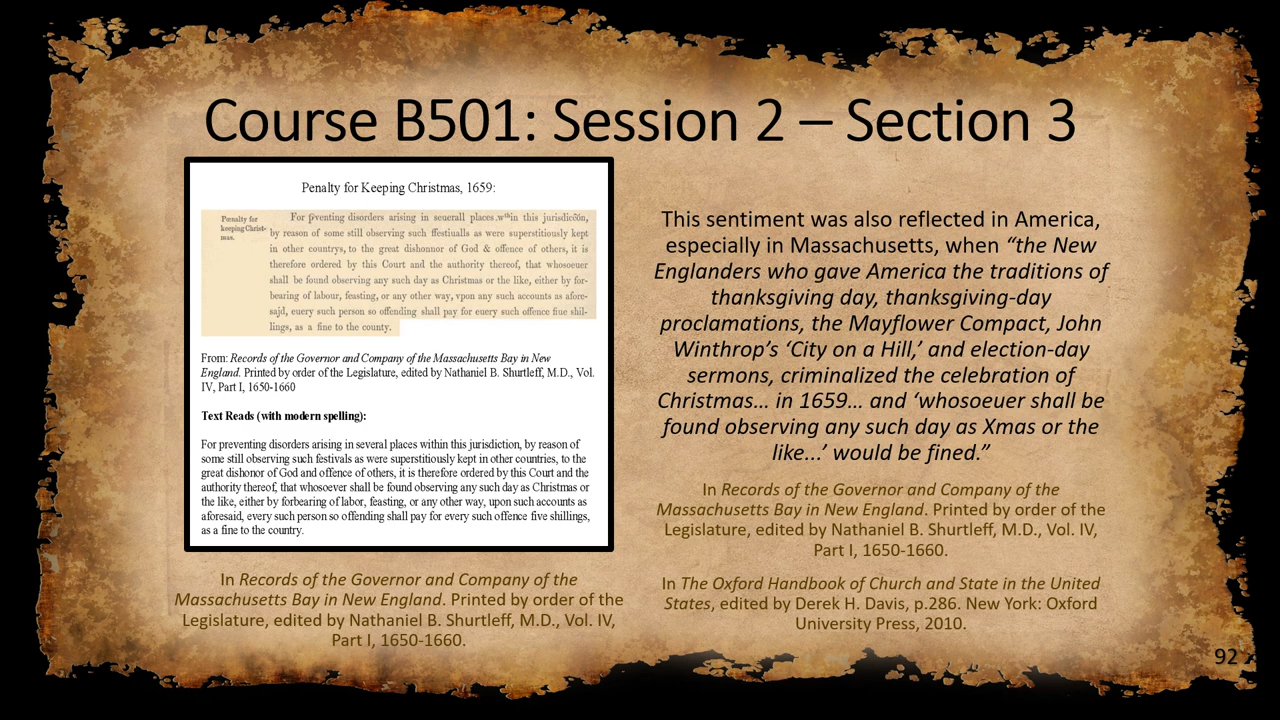 Course B501: Session 2 – Section 3
Penalty for Keeping Christmas, 1659:
Penalty for
keeping Christ-
mas.
For p̱venting disorders arising in seuerall places wᵗʰin this jurisdiccõn,
by reason of some still observing such ffestiualls as were superstitiously kept
in other countrys, to the great dishonnor of God & offence of others, it is
therefore ordered by this Court and the authority thereof, that whosoeuer
shall be found observing any such day as Christmas or the like, either by for-
bearing of labour, feasting, or any other way, vpon any such accounts as afore-
sajd, euery such person so offending shall pay for euery such offence fiue shil-
lings, as a fine to the county.
From: Records of the Governor and Company of the Massachusetts Bay in New
England. Printed by order of the Legislature, edited by Nathaniel B. Shurtleff, M.D., Vol.
IV, Part I, 1650-1660
Text Reads (with modern spelling):
For preventing disorders arising in several places within this jurisdiction, by reason of
some still observing such festivals as were superstitiously kept in other countries, to the
great dishonor of God and offence of others, it is therefore ordered by this Court and the
authority thereof, that whosoever shall be found observing any such day as Christmas or
the like, either by forbearing of labor, feasting, or any other way, upon such accounts as
aforesaid, every such person so offending shall pay for every such offence five shillings,
as a fine to the country.
In Records of the Governor and Company of the
Massachusetts Bay in New England. Printed by order of the
Legislature, edited by Nathaniel B. Shurtleff, M.D., Vol. IV,
Part I, 1650-1660.
This sentiment was also reflected in America,
especially in Massachusetts, when “the New
Englanders who gave America the traditions of
thanksgiving day, thanksgiving-day
proclamations, the Mayflower Compact, John
Winthrop’s ‘City on a Hill,’ and election-day
sermons, criminalized the celebration of
Christmas… in 1659… and ‘whosoeuer shall be
found observing any such day as Xmas or the
like...’ would be fined.”
In Records of the Governor and Company of the
Massachusetts Bay in New England. Printed by order of the
Legislature, edited by Nathaniel B. Shurtleff, M.D., Vol. IV,
Part I, 1650-1660.
In The Oxford Handbook of Church and State in the United
States, edited by Derek H. Davis, p.286. New York: Oxford
University Press, 2010.
92